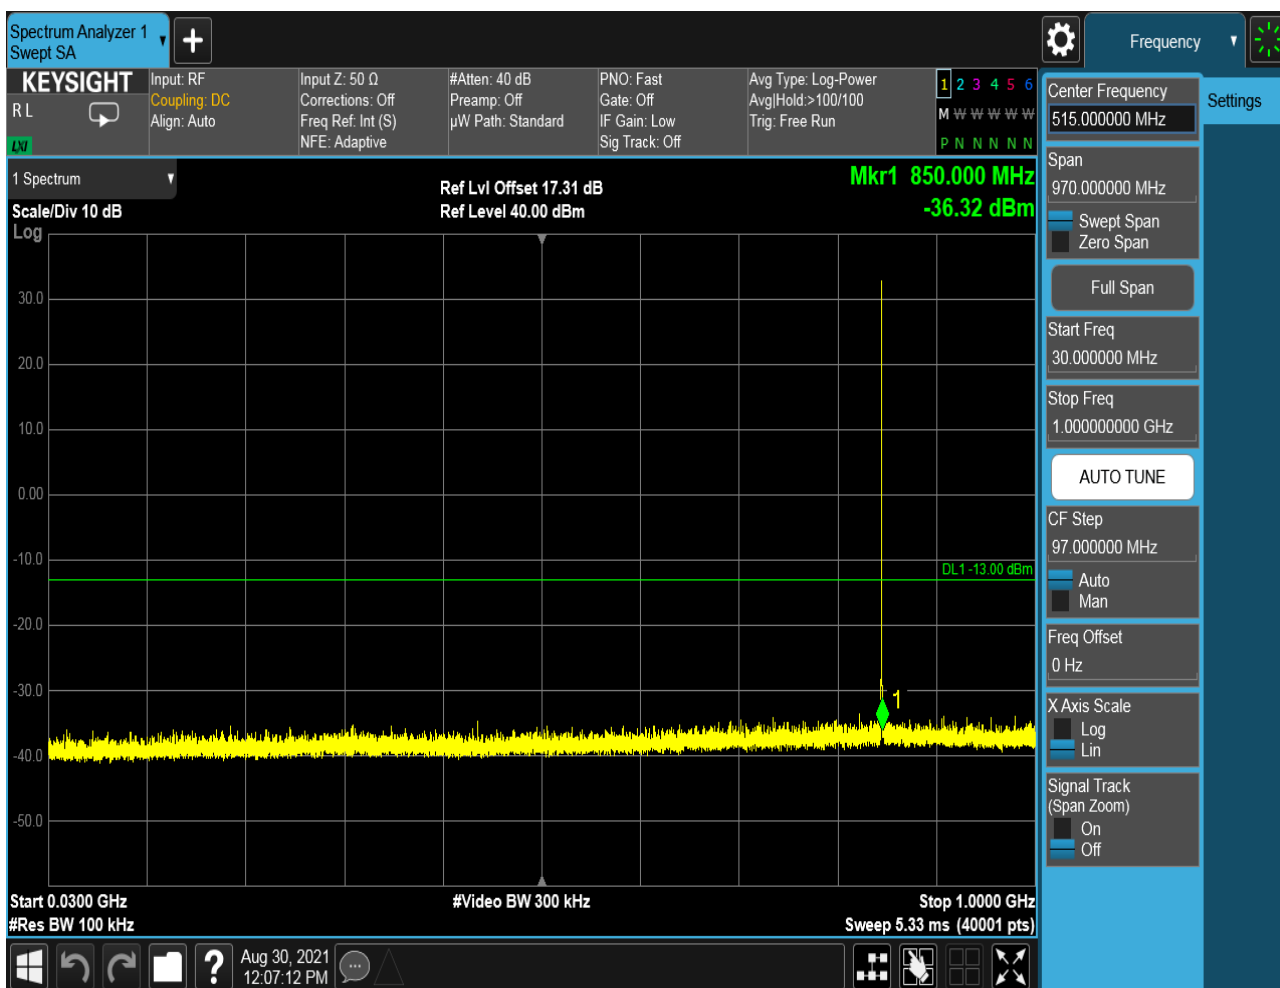 Spectrum Analyzer 1
Swept SA
Frequency
KEYSIGHT
R L
LXI
Input: RF
Coupling: DC
Align: Auto
Input Z: 50 Ω
Corrections: Off
Freq Ref: Int (S)
NFE: Adaptive
#Atten: 40 dB
Preamp: Off
µW Path: Standard
PNO: Fast
Gate: Off
IF Gain: Low
Sig Track: Off
Avg Type: Log-Power
Avg|Hold:>100/100
Trig: Free Run
1 2 3 4 5 6
M W W W W W
P N N N N N
1 Spectrum
Scale/Div 10 dB
Log
Ref Lvl Offset 17.31 dB
Ref Level 40.00 dBm
Mkr1 850.000 MHz
-36.32 dBm
30.0
20.0
10.0
0.00
-10.0
-20.0
-30.0
-40.0
-50.0
DL1 -13.00 dBm
1
Start 0.0300 GHz
#Res BW 100 kHz
#Video BW 300 kHz
Stop 1.0000 GHz
Sweep 5.33 ms (40001 pts)
Center Frequency
515.000000 MHz
Settings
Span
970.000000 MHz
Swept Span
Zero Span
Full Span
Start Freq
30.000000 MHz
Stop Freq
1.000000000 GHz
AUTO TUNE
CF Step
97.000000 MHz
Auto
Man
Freq Offset
0 Hz
X Axis Scale
Log
Lin
Signal Track
(Span Zoom)
On
Off
?
Aug 30, 2021
12:07:12 PM